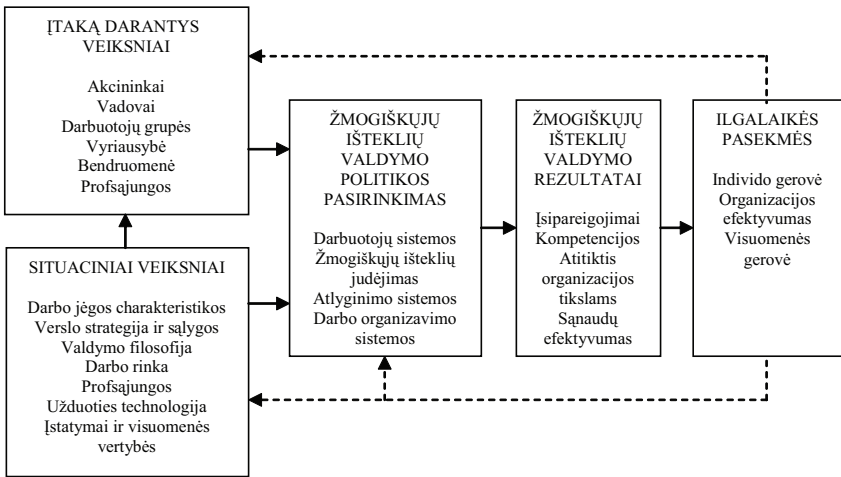 ĮTAKĄ DARANTYS
VEIKSNIAI
Akcininkai
Vadovai
Darbuotojų grupės
Vyriausybė
Bendruomenė
Profsąjungos
SITUACINIAI VEIKSNIAI
Darbo jėgos charakteristikos
Verslo strategija ir sąlygos
Valdymo filosofija
Darbo rinka
Profsąjungos
Užduoties technologija
Įstatymai ir visuomenės
vertybės
ŽMOGIŠKŲJŲ
IŠTEKLIŲ
VALDYMO
POLITIKOS
PASIRINKIMAS
Darbuotojų sistemos
Žmogiškųjų išteklių
judėjimas
Atlyginimo sistemos
Darbo organizavimo
sistemos
ŽMOGIŠKŲJŲ
IŠTEKLIŲ
VALDYMO
REZULTATAI
Įsipareigojimai
Kompetencijos
Atitiktis
organizacijos
tikslams
Sąnaudų
efektyvumas
ILGALAIKĖS
PASEKMĖS
Individo gerovė
Organizacijos
efektyvumas
Visuomenės
gerovė